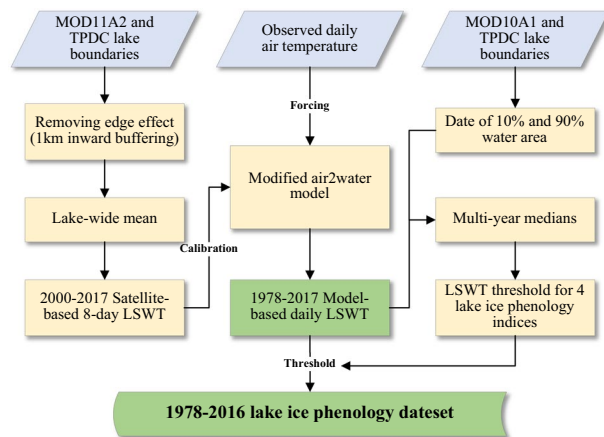 MOD11A2 and
TPDC lake
boundaries
Observed daily
air temperature
MOD10A1 and
TPDC lake
boundaries
Removing edge effect
(1km inward buffering)
Forcing
Date of 10% and 90%
water area
Modified air2water
model
Lake-wide mean
Multi-year medians
Calibration
2000-2017 Satellite-
based 8-day LSWT
1978-2017 Model-
based daily LSWT
LSWT threshold for 4
lake ice phenology
indices
Threshold
1978-2016 lake ice phenology dateset